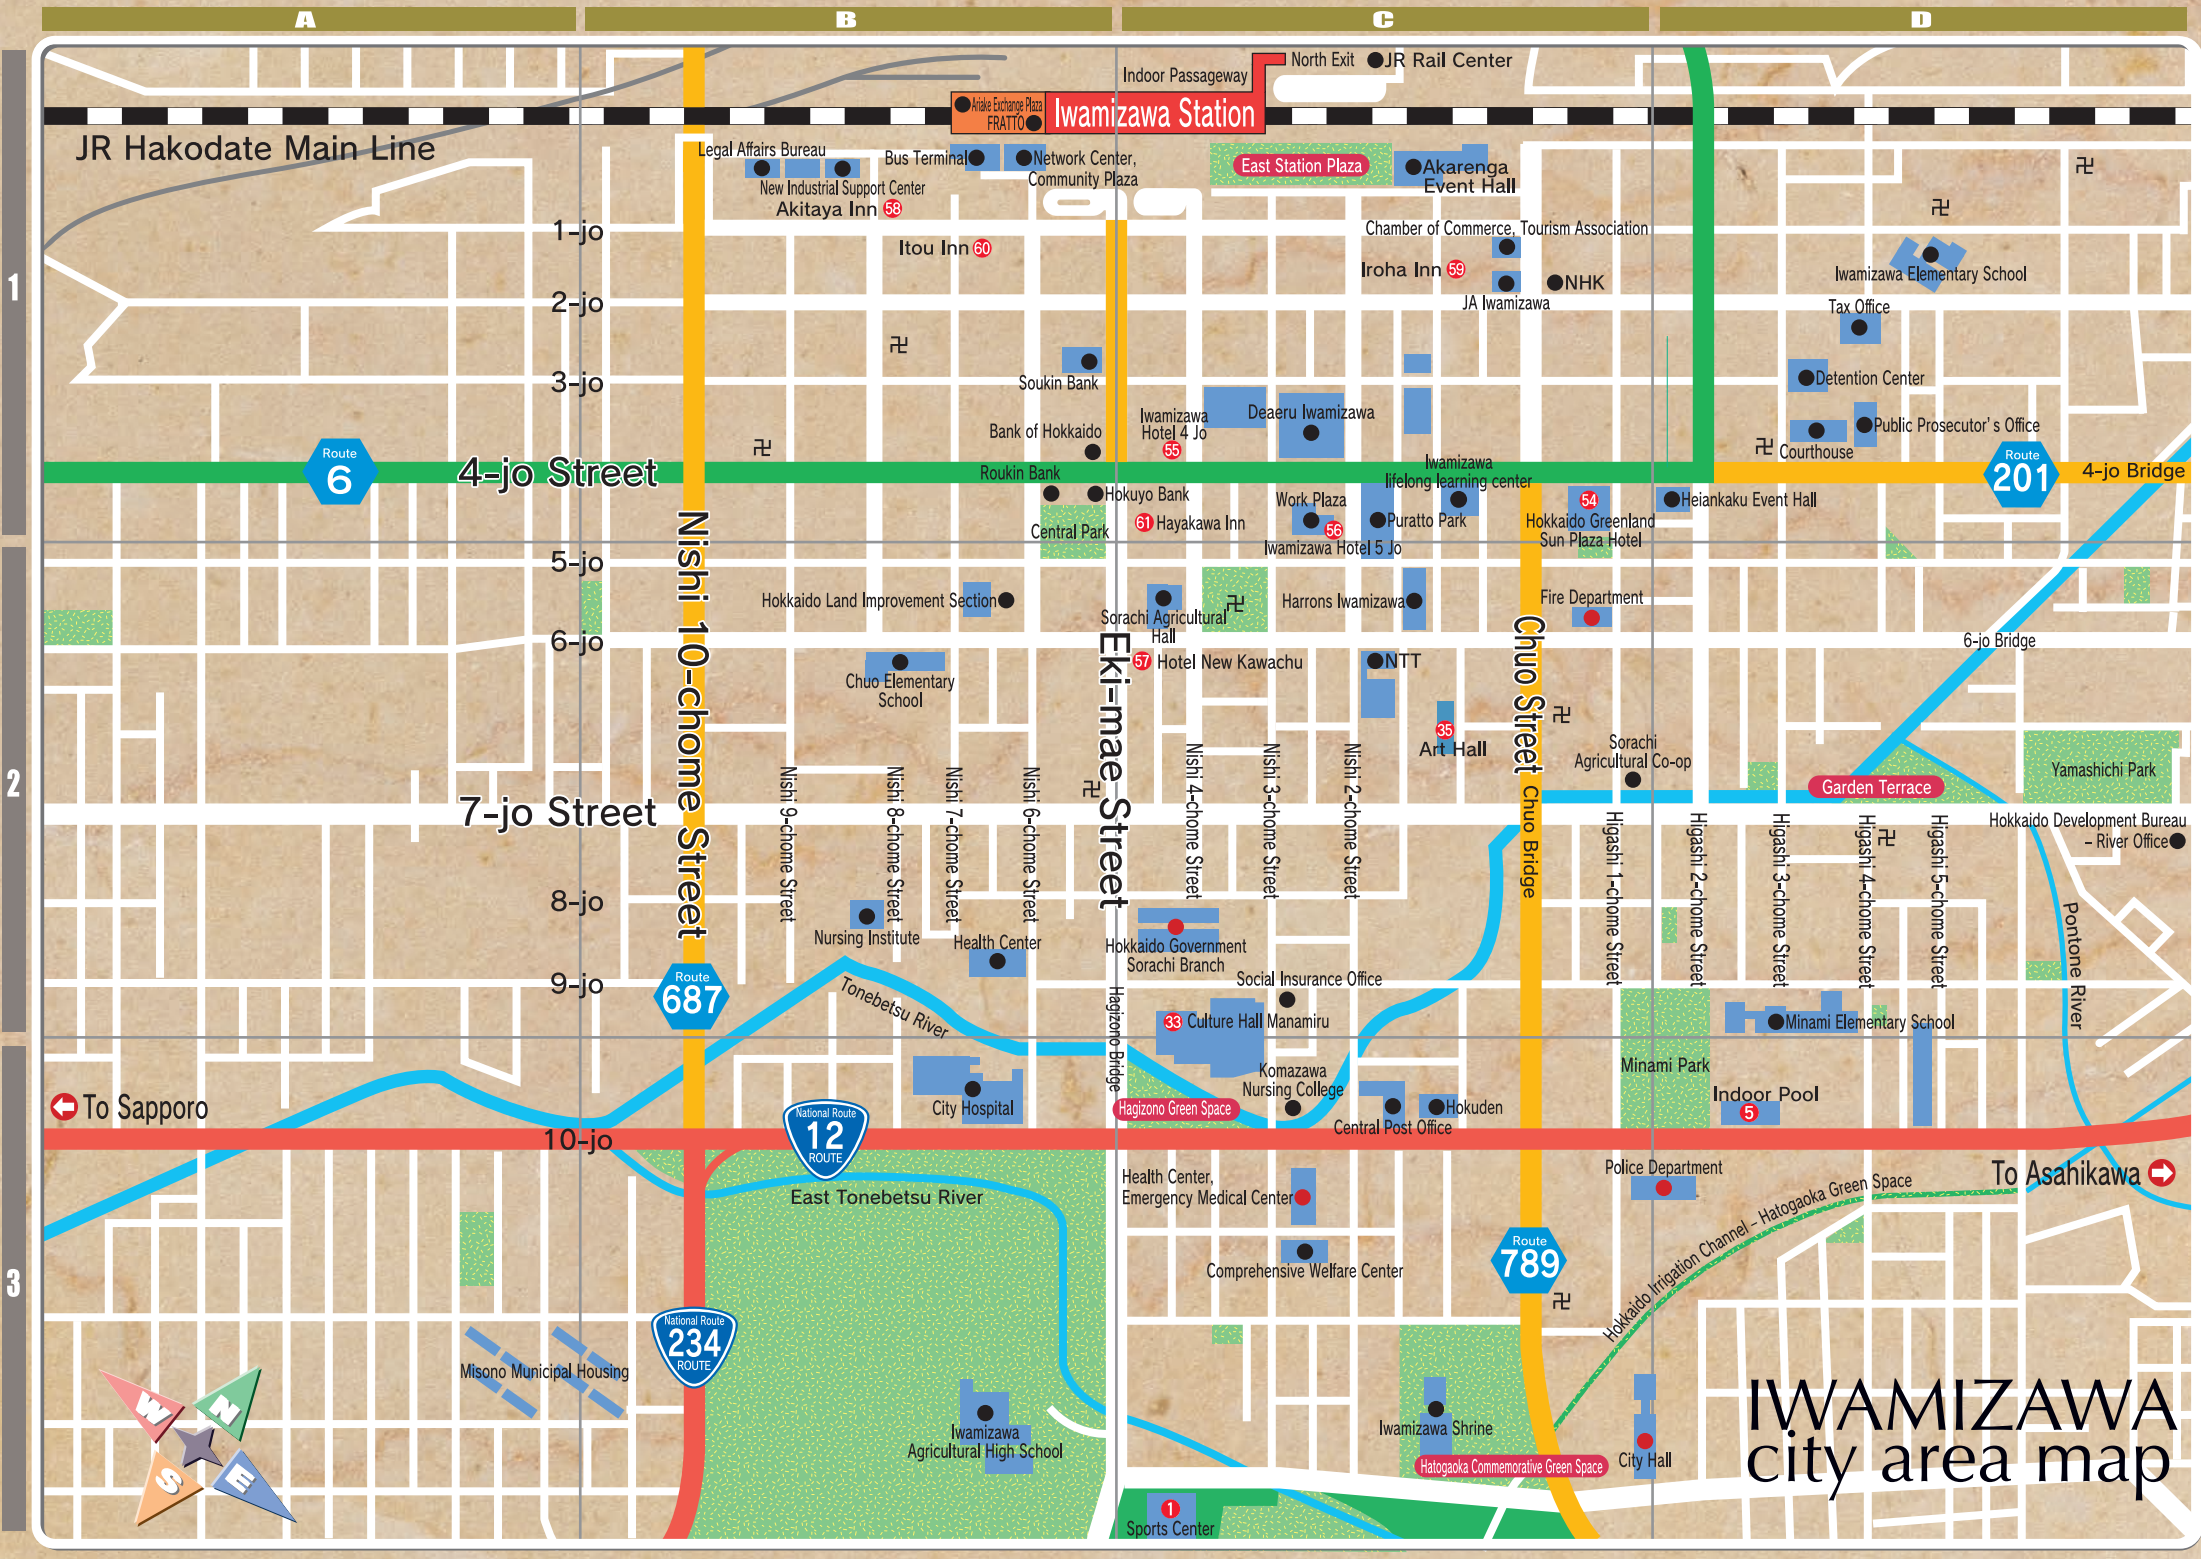 A
B
C
D
1
2
3
North Exit
JR Rail Center
Indoor Passageway
Ariake Exchange Plaza
FRATTO
Iwamizawa Station
JR Hakodate Main Line
Legal Affairs Bureau
New Industrial Support Center
Bus Terminal
Network Center,
Community Plaza
East Station Plaza
Akarenga
Event Hall
Akitaya Inn 58
1-jo
Itou Inn 60
Chamber of Commerce, Tourism Association
Iroha Inn 59
NHK
JA Iwamizawa
Iwamizawa Elementary School
2-jo
Tax Office
Soukin Bank
3-jo
Detention Center
Iwamizawa
Hotel 4 Jo
55
Deaeru Iwamizawa
Bank of Hokkaido
Public Prosecutor's Office
Courthouse
Route
6
4-jo Street
Roukin Bank
Iwamizawa
lifelong learning center
Route
201
4-jo Bridge
Hokuyo Bank
Work Plaza
54
Heiankaku Event Hall
Central Park
61 Hayakawa Inn
56
Puratto Park
Hokkaido Greenland
Sun Plaza Hotel
Iwamizawa Hotel 5 Jo
5-jo
Nishi 10-chome Street
Hokkaido Land Improvement Section
Sorachi Agricultural
Hall
Harrons Iwamizawa
Fire Department
6-jo
6-jo Bridge
Eki-mae Street
Chuo Street
57 Hotel New Kawachu
NTT
Chuo Elementary
School
35
Art Hall
Sorachi
Agricultural Co-op
Yamashichi Park
Garden Terrace
7-jo Street
Nishi 9-chome Street
Nishi 8-chome Street
Nishi 7-chome Street
Nishi 6-chome Street
Nishi 4-chome Street
Nishi 3-chome Street
Nishi 2-chome Street
Chuo Bridge
Higashi 1-chome Street
Higashi 2-chome Street
Higashi 3-chome Street
Higashi 4-chome Street
Higashi 5-chome Street
Hokkaido Development Bureau
- River Office
8-jo
Nursing Institute
Health Center
Hokkaido Government
Sorachi Branch
Pontone River
9-jo
Route
687
Tonebetsu River
Social Insurance Office
Hagizono Bridge
33 Culture Hall Manamiru
Minami Elementary School
Minami Park
Komazawa
Nursing College
Indoor Pool
5
To Sapporo
City Hospital
Hagizono Green Space
Hokuden
Central Post Office
10-jo
National Route
12
ROUTE
East Tonebetsu River
Health Center,
Emergency Medical Center
Police Department
To Asahikawa
Hokkaido Irrigation Channel - Hatogaoka Green Space
Comprehensive Welfare Center
Route
789
National Route
234
ROUTE
Misono Municipal Housing
W
N
S
E
Iwamizawa
Agricultural High School
Iwamizawa Shrine
Hatogaoka Commemorative Green Space
City Hall
1
Sports Center
IWAMIZAWA
city area map